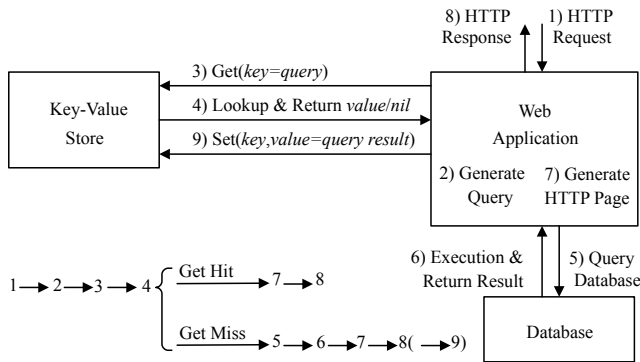 8) HTTP
Response
1) HTTP
Request
3) Get(key=query)
Key-Value
Store
4) Lookup & Return value/nil
9) Set(key,value=query result)
Web
Application
2) Generate
Query
7) Generate
HTTP Page
6) Execution &
Return Result
5) Query
Database
Database
1 → 2 → 3 → 4
Get Hit → 7 → 8
Get Miss → 5 → 6 → 7 → 8( → 9)